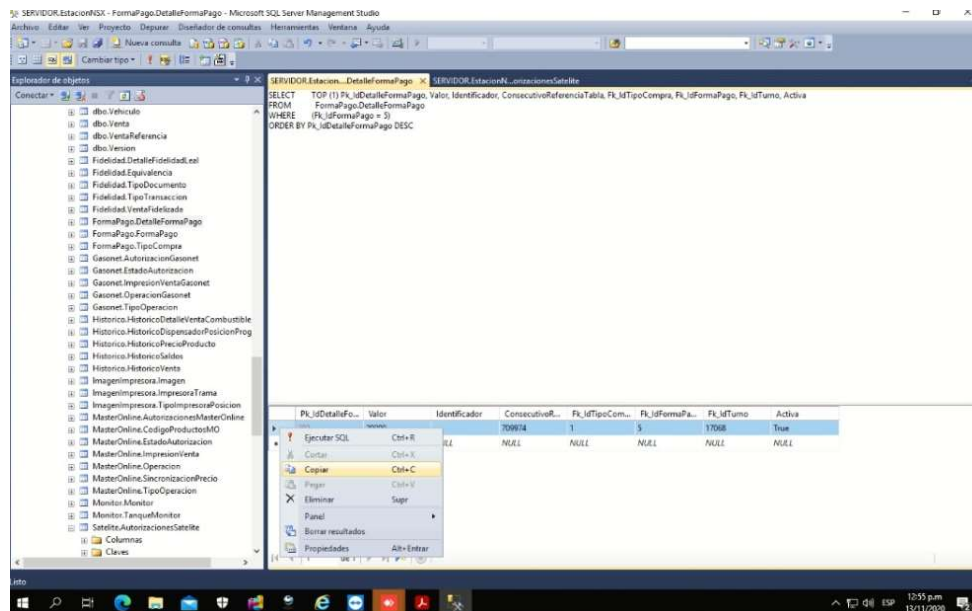 SERVIDOR.EstacionNSX - FormaPago.DetalleFormaPago - Microsoft SQL Server Management Studio
Archivo Editar Ver Proyecto Depurar Diseñador de consultas Herramientas Ventana Ayuda
Nueva consulta
Cambiar tipo
Explorador de objetos
Conectar
dbo.Vehiculo
dbo.Venta
dbo.VentaReferencia
dbo.Version
Fidelidad.DetalleFidelidadLeal
Fidelidad.Equivalencia
Fidelidad.TipoDocumento
Fidelidad.TipoTransaccion
Fidelidad.VentaFidelizada
FormaPago.DetalleFormaPago
FormaPago.FormaPago
FormaPago.TipoCompra
Gasonet.AutorizacionGasonet
Gasonet.EstadoAutorizacion
Gasonet.ImpresionVentaGasonet
Gasonet.OperacionGasonet
Gasonet.TipoOperacion
Historico.HistoricoDetalleVentaCombustible
Historico.HistoricoDispensadorPosicionProg
Historico.HistoricoPrecioProducto
Historico.HistoricoSaldos
Historico.HistoricoVenta
ImagenImpresora.Imagen
ImagenImpresora.ImpresoraTrama
ImagenImpresora.TipoImpresoraPosicion
MasterOnline.AutorizacionesMasterOnline
MasterOnline.CodigoProductosMO
MasterOnline.EstadoAutorizacion
MasterOnline.ImpresionVenta
MasterOnline.Operacion
MasterOnline.SincronizacionPrecio
MasterOnline.TipoOperacion
Monitor.Monitor
Monitor.TanqueMonitor
Satelite.AutorizacionesSatelite
Columnas
Claves
SERVIDOR.Estacion...DetalleFormaPago SERVIDOR.EstacionN...orizacionesSatelite
SELECT TOP (1) Pk_IdDetalleFormaPago, Valor, Identificador, ConsecutivoReferenciaTabla, Fk_IdTipoCompra, Fk_IdFormaPago, Fk_IdTurno, Activa
FROM FormaPago.DetalleFormaPago
WHERE (Fk_IdFormaPago = 5)
ORDER BY Pk_IdDetalleFormaPago DESC
Pk_IdDetalleFo... Valor Identificador ConsecutivoR... Fk_IdTipoCom... Fk_IdFormaPa... Fk_IdTurno Activa
709974 1 5 17068 True
NULL NULL NULL NULL NULL
Ejecutar SQL Ctrl+R
Cortar Ctrl+X
Copiar Ctrl+C
Pegar Ctrl+V
Eliminar Supr
Panel
Borrar resultados
Propiedades Alt+Entrar
Listo
ESP
12:55 p.m.
13/11/2020